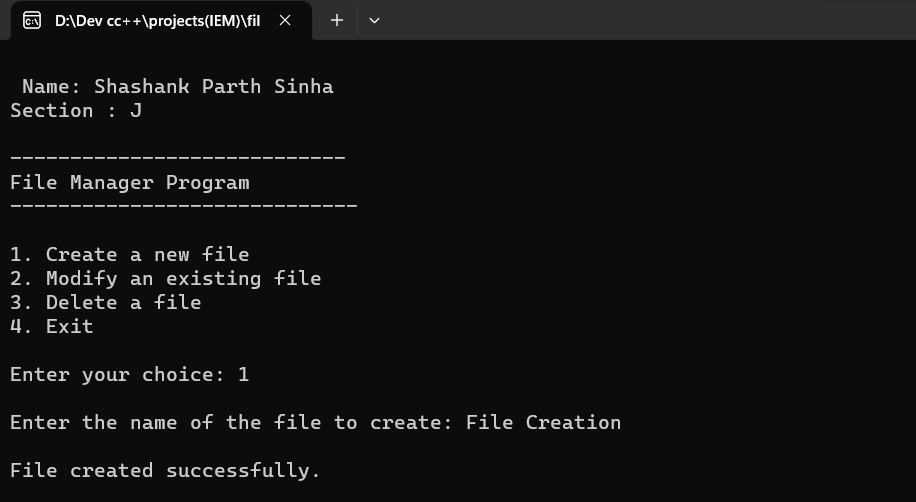 D:\Dev cc++\projects(IEM)\fil
Name: Shashank Parth Sinha
Section : J
----------------------------
File Manager Program
-----------------------------
1. Create a new file
2. Modify an existing file
3. Delete a file
4. Exit
Enter your choice: 1
Enter the name of the file to create: File Creation
File created successfully.